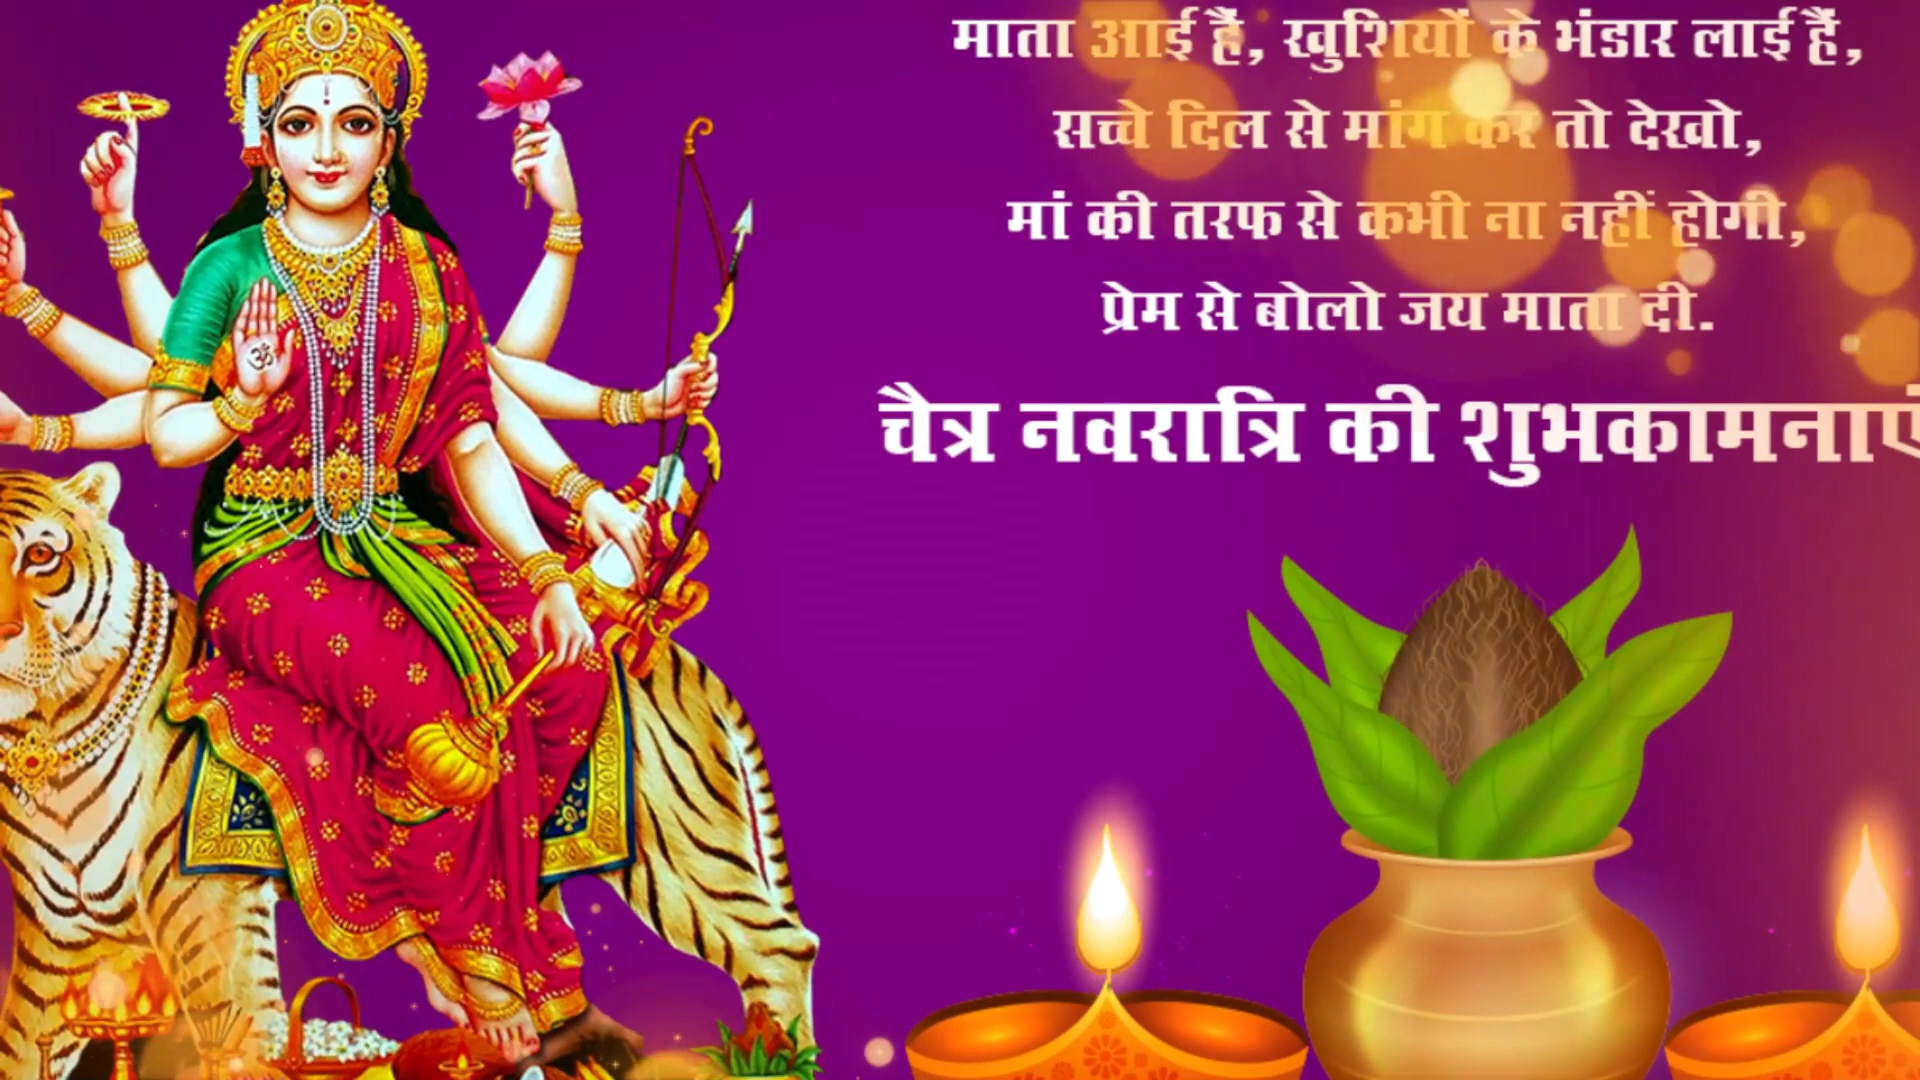 माता आई हैं, खुशियों के भंडार लाई हैं,
सच्चे दिल से मांग कर तो देखो,
मां की तरफ से कभी ना नहीं होगी,
प्रेम से बोलो जय माता दी.
चैत्र नवरात्रि की शुभकामनाएं
ॐ